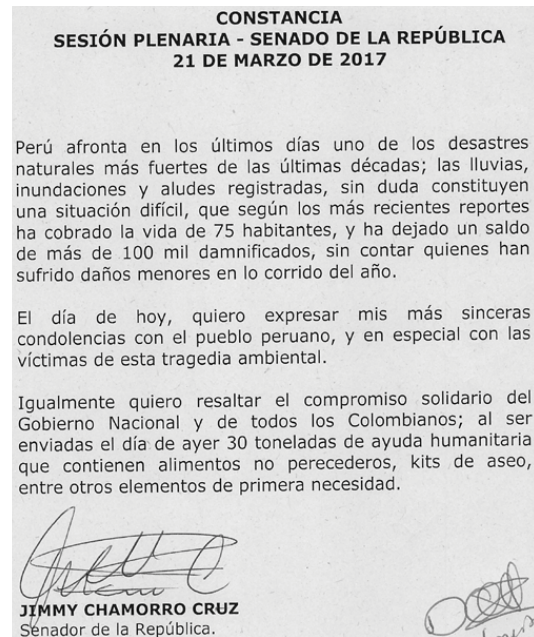 CONSTANCIA
SESIÓN PLENARIA - SENADO DE LA REPÚBLICA
21 DE MARZO DE 2017
Perú afronta en los últimos días uno de los desastres
naturales más fuertes de las últimas décadas; las lluvias,
inundaciones y aludes registradas, sin duda constituyen
una situación difícil, que según los más recientes reportes
ha cobrado la vida de 75 habitantes, y ha dejado un saldo
de más de 100 mil damnificados, sin contar quienes han
sufrido daños menores en lo corrido del año.
El día de hoy, quiero expresar mis más sinceras
condolencias con el pueblo peruano, y en especial con las
víctimas de esta tragedia ambiental.
Igualmente quiero resaltar el compromiso solidario del
Gobierno Nacional y de todos los Colombianos; al ser
enviadas el día de ayer 30 toneladas de ayuda humanitaria
que contienen alimentos no perecederos, kits de aseo,
entre otros elementos de primera necesidad.
JIMMY CHAMORRO CRUZ
Senador de la República.